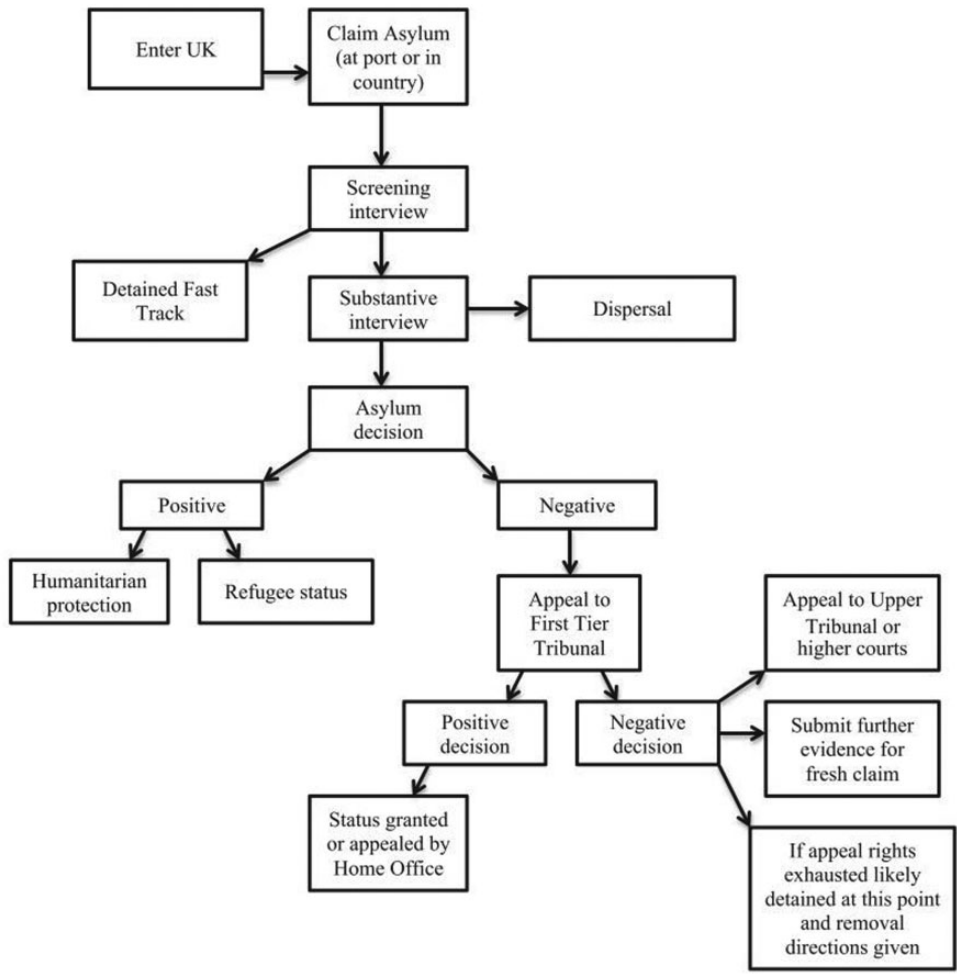 Enter UK
Claim Asylum
(at port or in
country)
Screening
interview
Detained Fast
Track
Substantive
interview
Dispersal
Asylum
decision
Positive
Negative
Humanitarian
protection
Refugee status
Appeal to
First Tier
Tribunal
Appeal to Upper
Tribunal or
higher courts
Positive
decision
Negative
decision
Submit further
evidence for
fresh claim
Status granted
or appealed by
Home Office
If appeal rights
exhausted likely
detained at this point
and removal
directions given